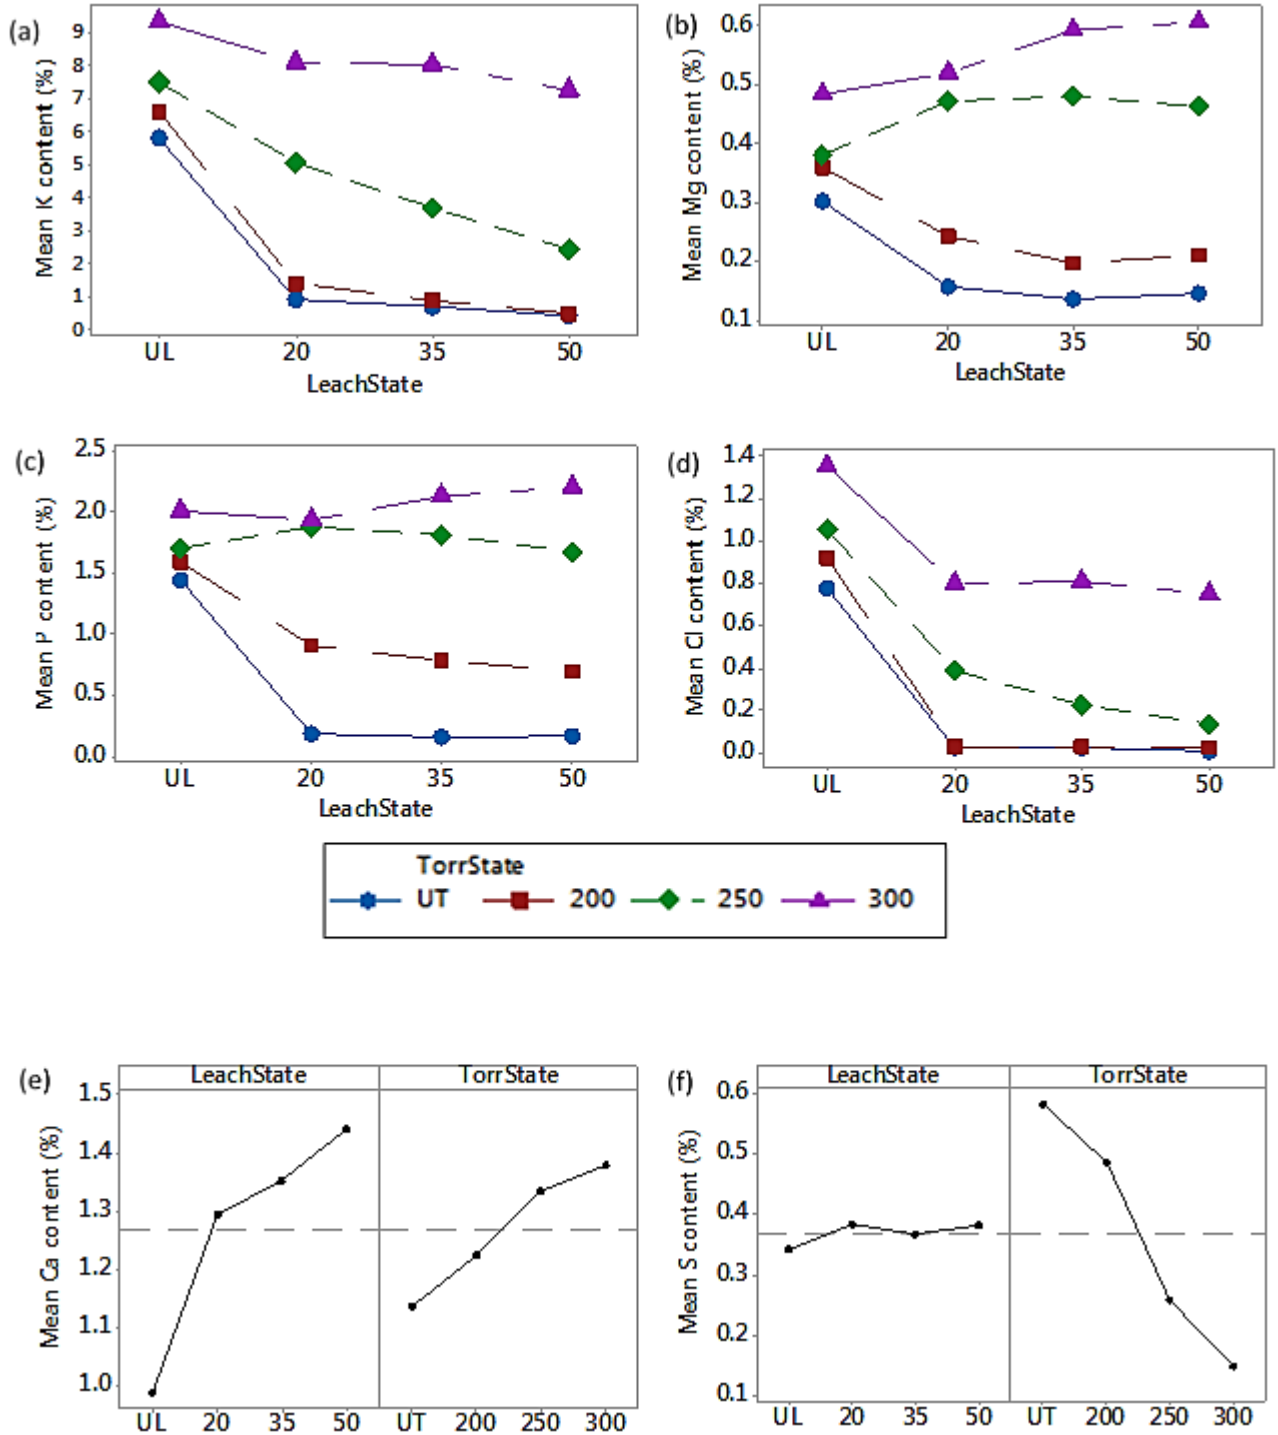 (a)
Mean K content (%)
9
8
7
6
5
4
3
2
1
0
UL 20 35 50
LeachState
(b)
Mean Mg content (%)
0.6
0.5
0.4
0.3
0.2
0.1
UL 20 35 50
LeachState
(c)
Mean P content (%)
2.5
2.0
1.5
1.0
0.5
0.0
UL 20 35 50
LeachState
(d)
Mean Cl content (%)
1.4
1.2
1.0
0.8
0.6
0.4
0.2
0.0
UL 20 35 50
LeachState
TorrState
UT 200 250 300
(e)
LeachState TorrState
Mean Ca content (%)
1.5
1.4
1.3
1.2
1.1
1.0
UL 20 35 50 UT 200 250 300
(f)
LeachState TorrState
Mean S content (%)
0.6
0.5
0.4
0.3
0.2
0.1
UL 20 35 50 UT 200 250 300